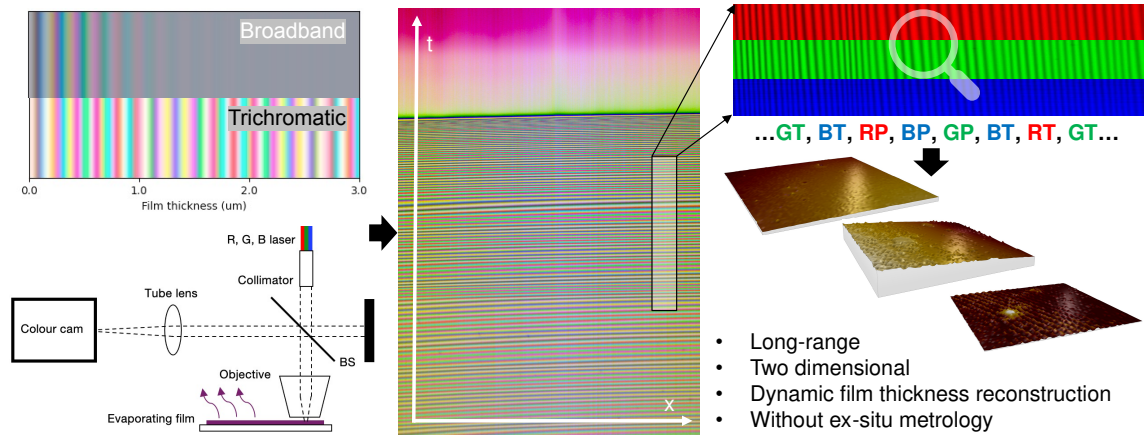 Broadband
Trichromatic
0.0 1.0 2.0 3.0
Film thickness (um)
R, G, B laser
Collimator
Tube lens
Colour cam
BS
Objective
Evaporating film
t
x
...GT, BT, RP, BP, GP, BT, RT, GT...
• Long-range
• Two dimensional
• Dynamic film thickness reconstruction
• Without ex-situ metrology